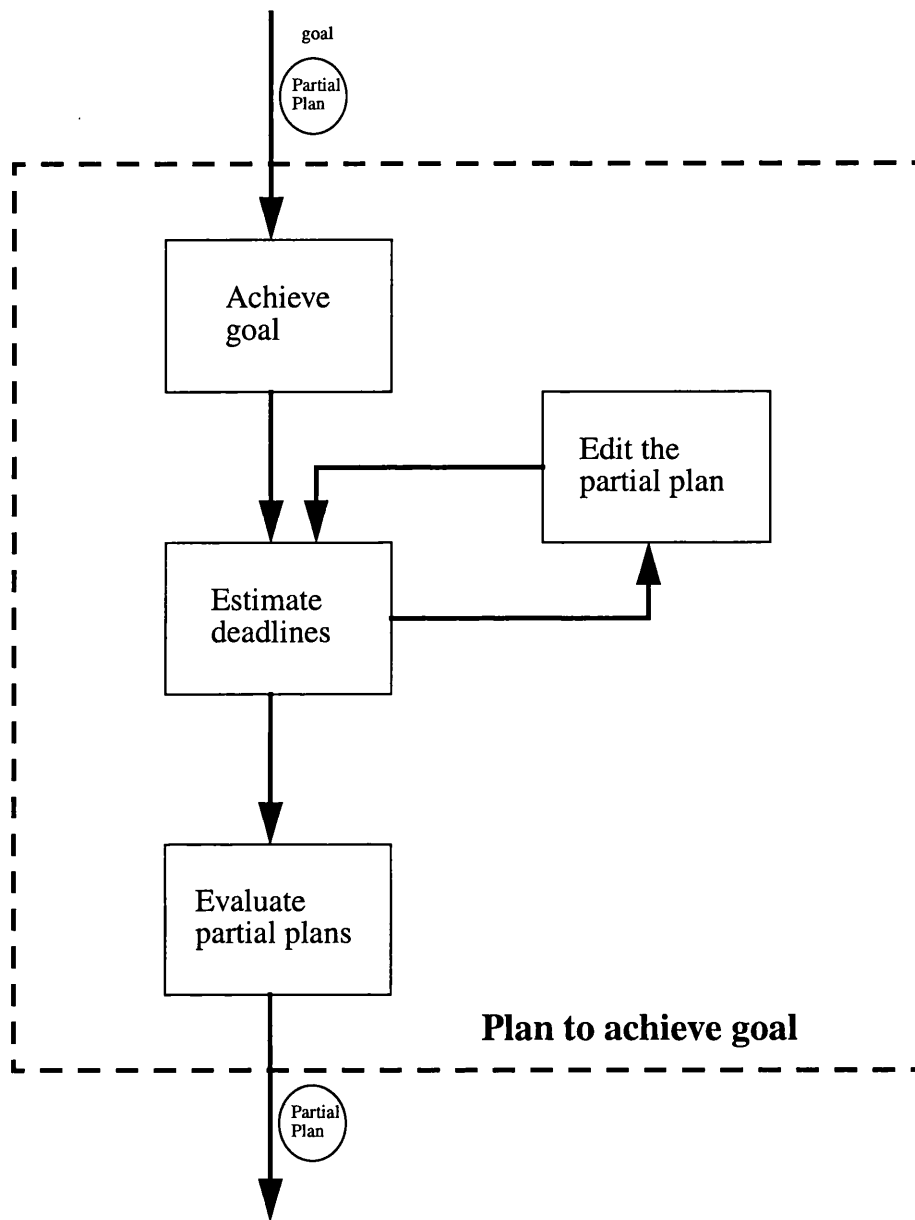 goal
Partial
Plan
Achieve
goal
Edit the
partial plan
Estimate
deadlines
Evaluate
partial plans
Plan to achieve goal
Partial
Plan